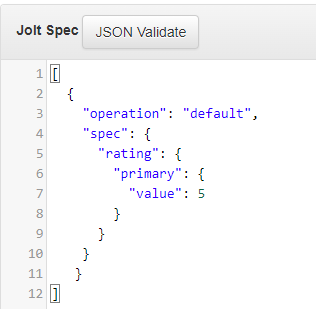 Jolt Spec JSON Validate
1 [
2   {
3     "operation": "default",
4     "spec": {
5       "rating": {
6         "primary": {
7           "value": 5
8         }
9       }
10     }
11    }
12 ]